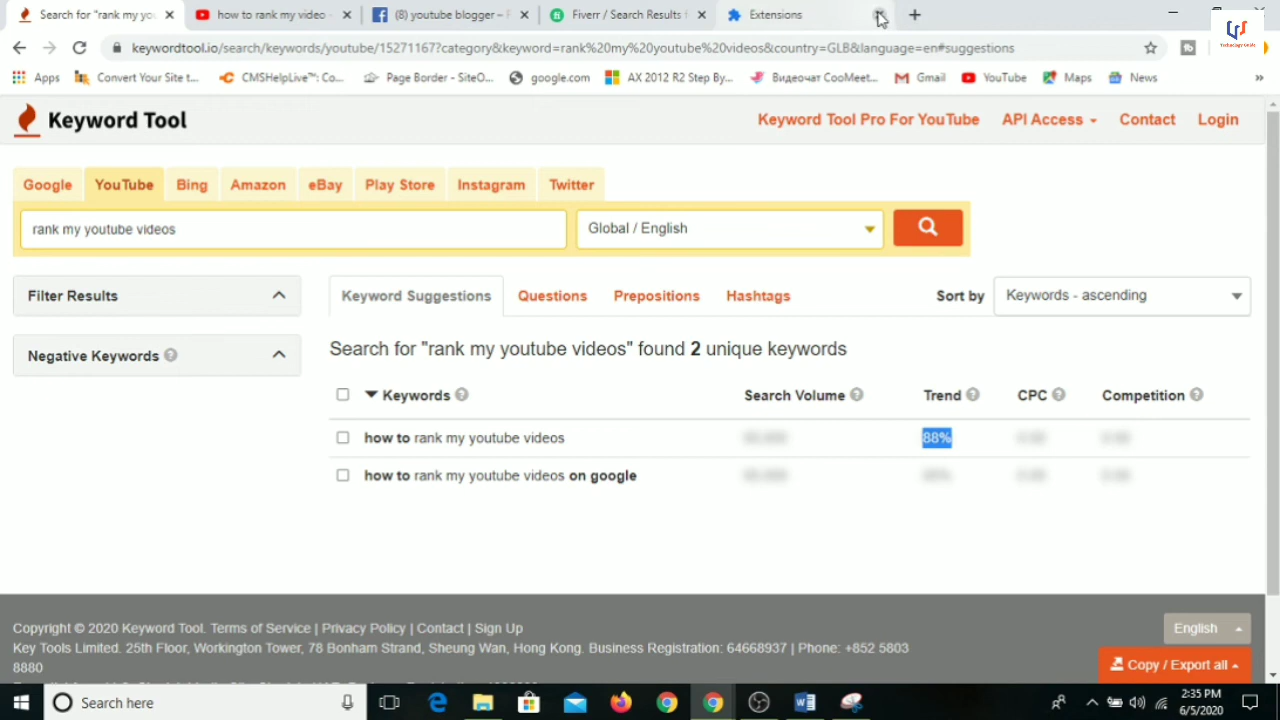 Search for "rank my yo
how to rank my video -
(8) youtube blogger – F
Fiverr / Search Results f
Extensions
keywordtool.io/search/keywords/youtube/15271167?category&keyword=rank%20my%20youtube%20videos&country=GLB&language=en#suggestions
Technology Guide
Apps
Convert Your Site t...
CMSHelpLive™: Co...
Page Border - SiteO...
google.com
AX 2012 R2 Step By...
Видеочат CooMeet...
Gmail
YouTube
Maps
News
»
Keyword Tool
Keyword Tool Pro For YouTube
API Access
Contact
Login
Google
YouTube
Bing
Amazon
eBay
Play Store
Instagram
Twitter
rank my youtube videos
Global / English
Filter Results
Negative Keywords ?
Keyword Suggestions
Questions
Prepositions
Hashtags
Sort by
Keywords - ascending
Search for "rank my youtube videos" found 2 unique keywords
Keywords ?
Search Volume ?
Trend ?
CPC ?
Competition ?
how to rank my youtube videos
88%
how to rank my youtube videos on google
Copyright © 2020 Keyword Tool. Terms of Service | Privacy Policy | Contact | Sign Up
Key Tools Limited. 25th Floor, Workington Tower, 78 Bonham Strand, Sheung Wan, Hong Kong. Business Registration: 64668937 | Phone: +852 5803
8880
English
Copy / Export all
Search here
2:35 PM
6/5/2020